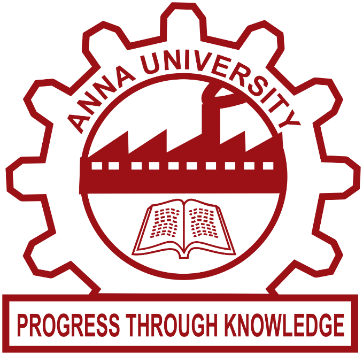 ANNA UNIVERSITY
PROGRESS THROUGH KNOWLEDGE